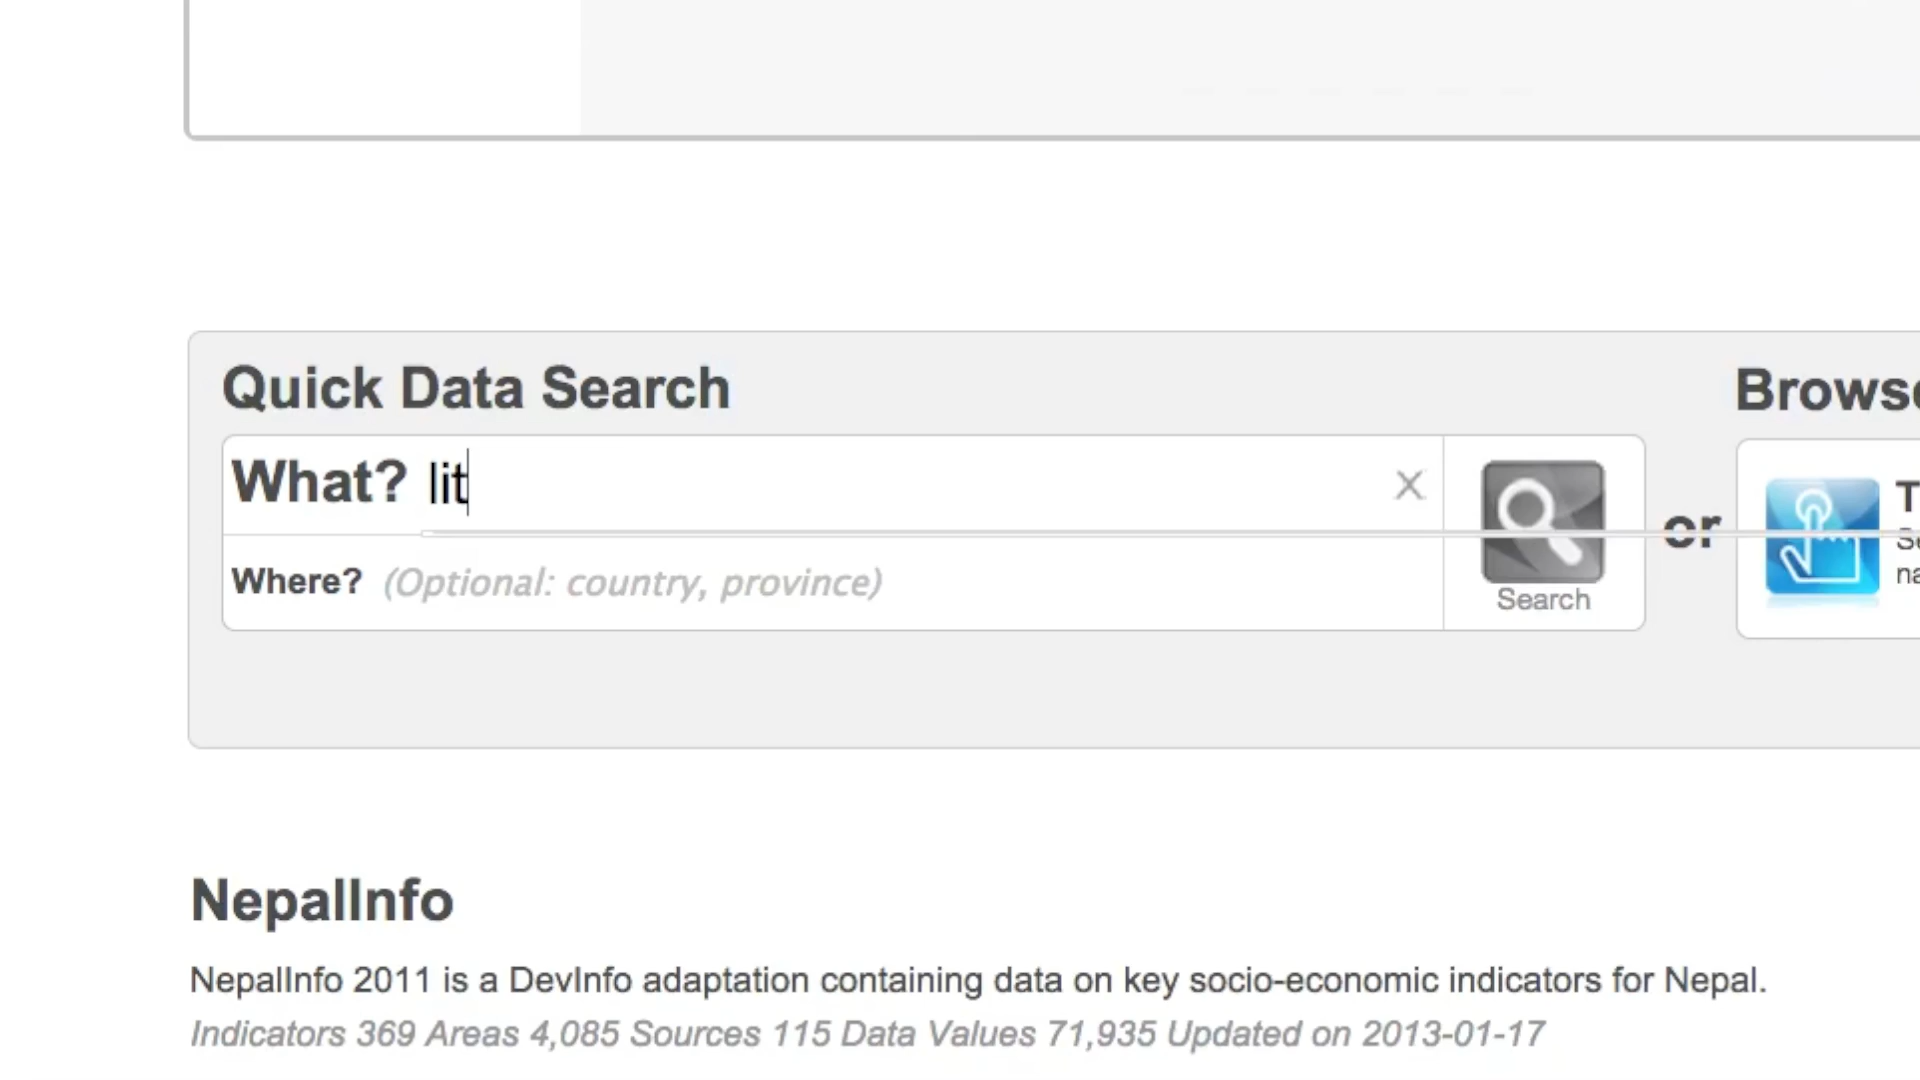 Quick Data Search
What? lit
Where? (Optional: country, province)
Search
or
NepalInfo
NepalInfo 2011 is a DevInfo adaptation containing data on key socio-economic indicators for Nepal.
Indicators 369 Areas 4,085 Sources 115 Data Values 71,935 Updated on 2013-01-17